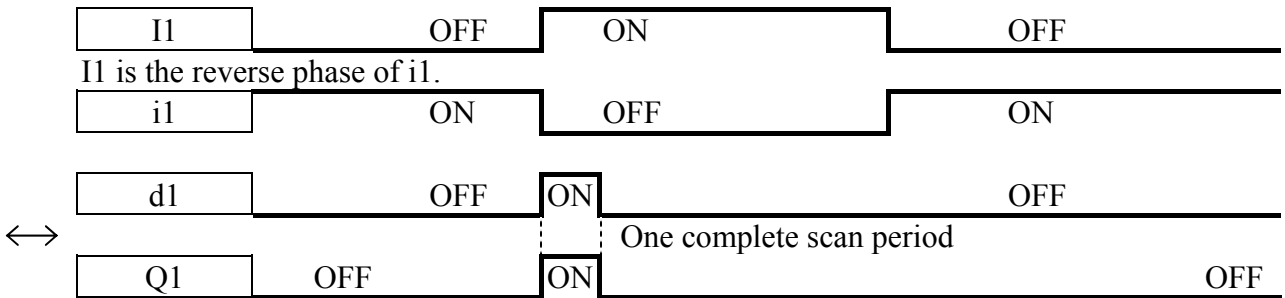 I1 OFF ON OFF
I1 is the reverse phase of i1.
i1 ON OFF ON
d1 OFF ON OFF
One complete scan period
Q1 OFF ON OFF